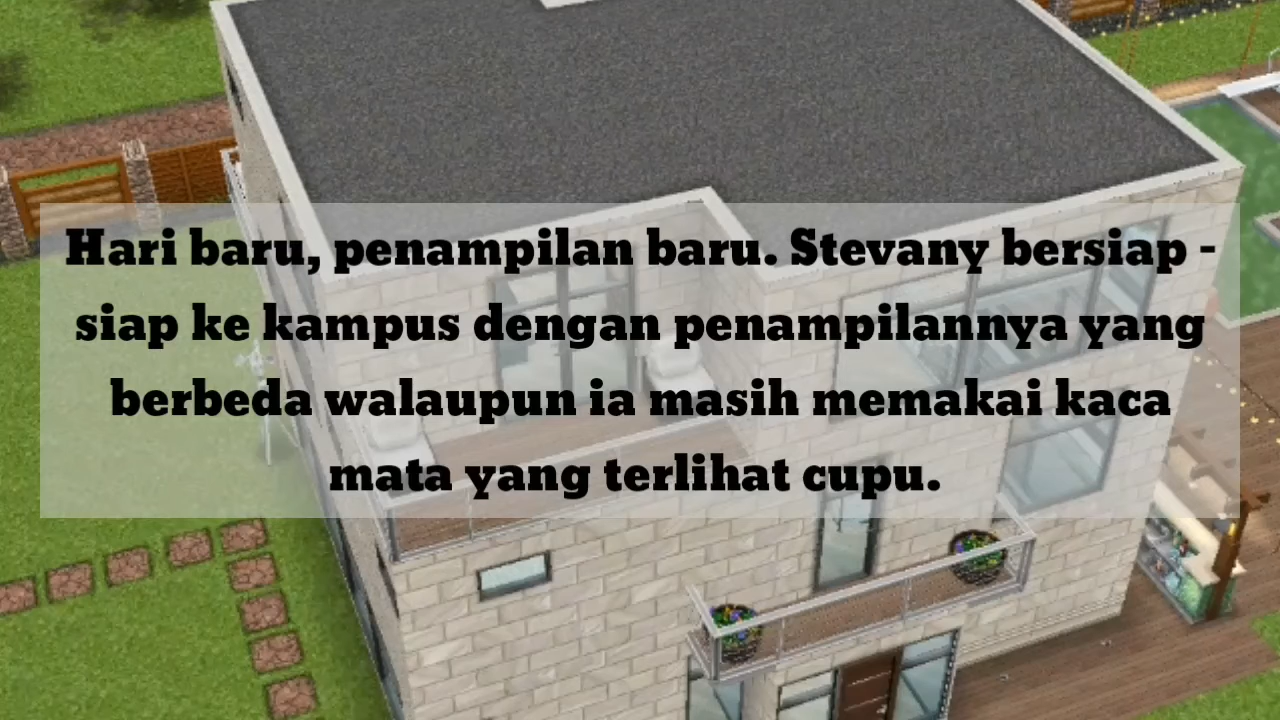 Hari baru, penampilan baru. Stevany bersiap -
siap ke kampus dengan penampilannya yang
berbeda walaupun ia masih memakai kaca
mata yang terlihat cupu.